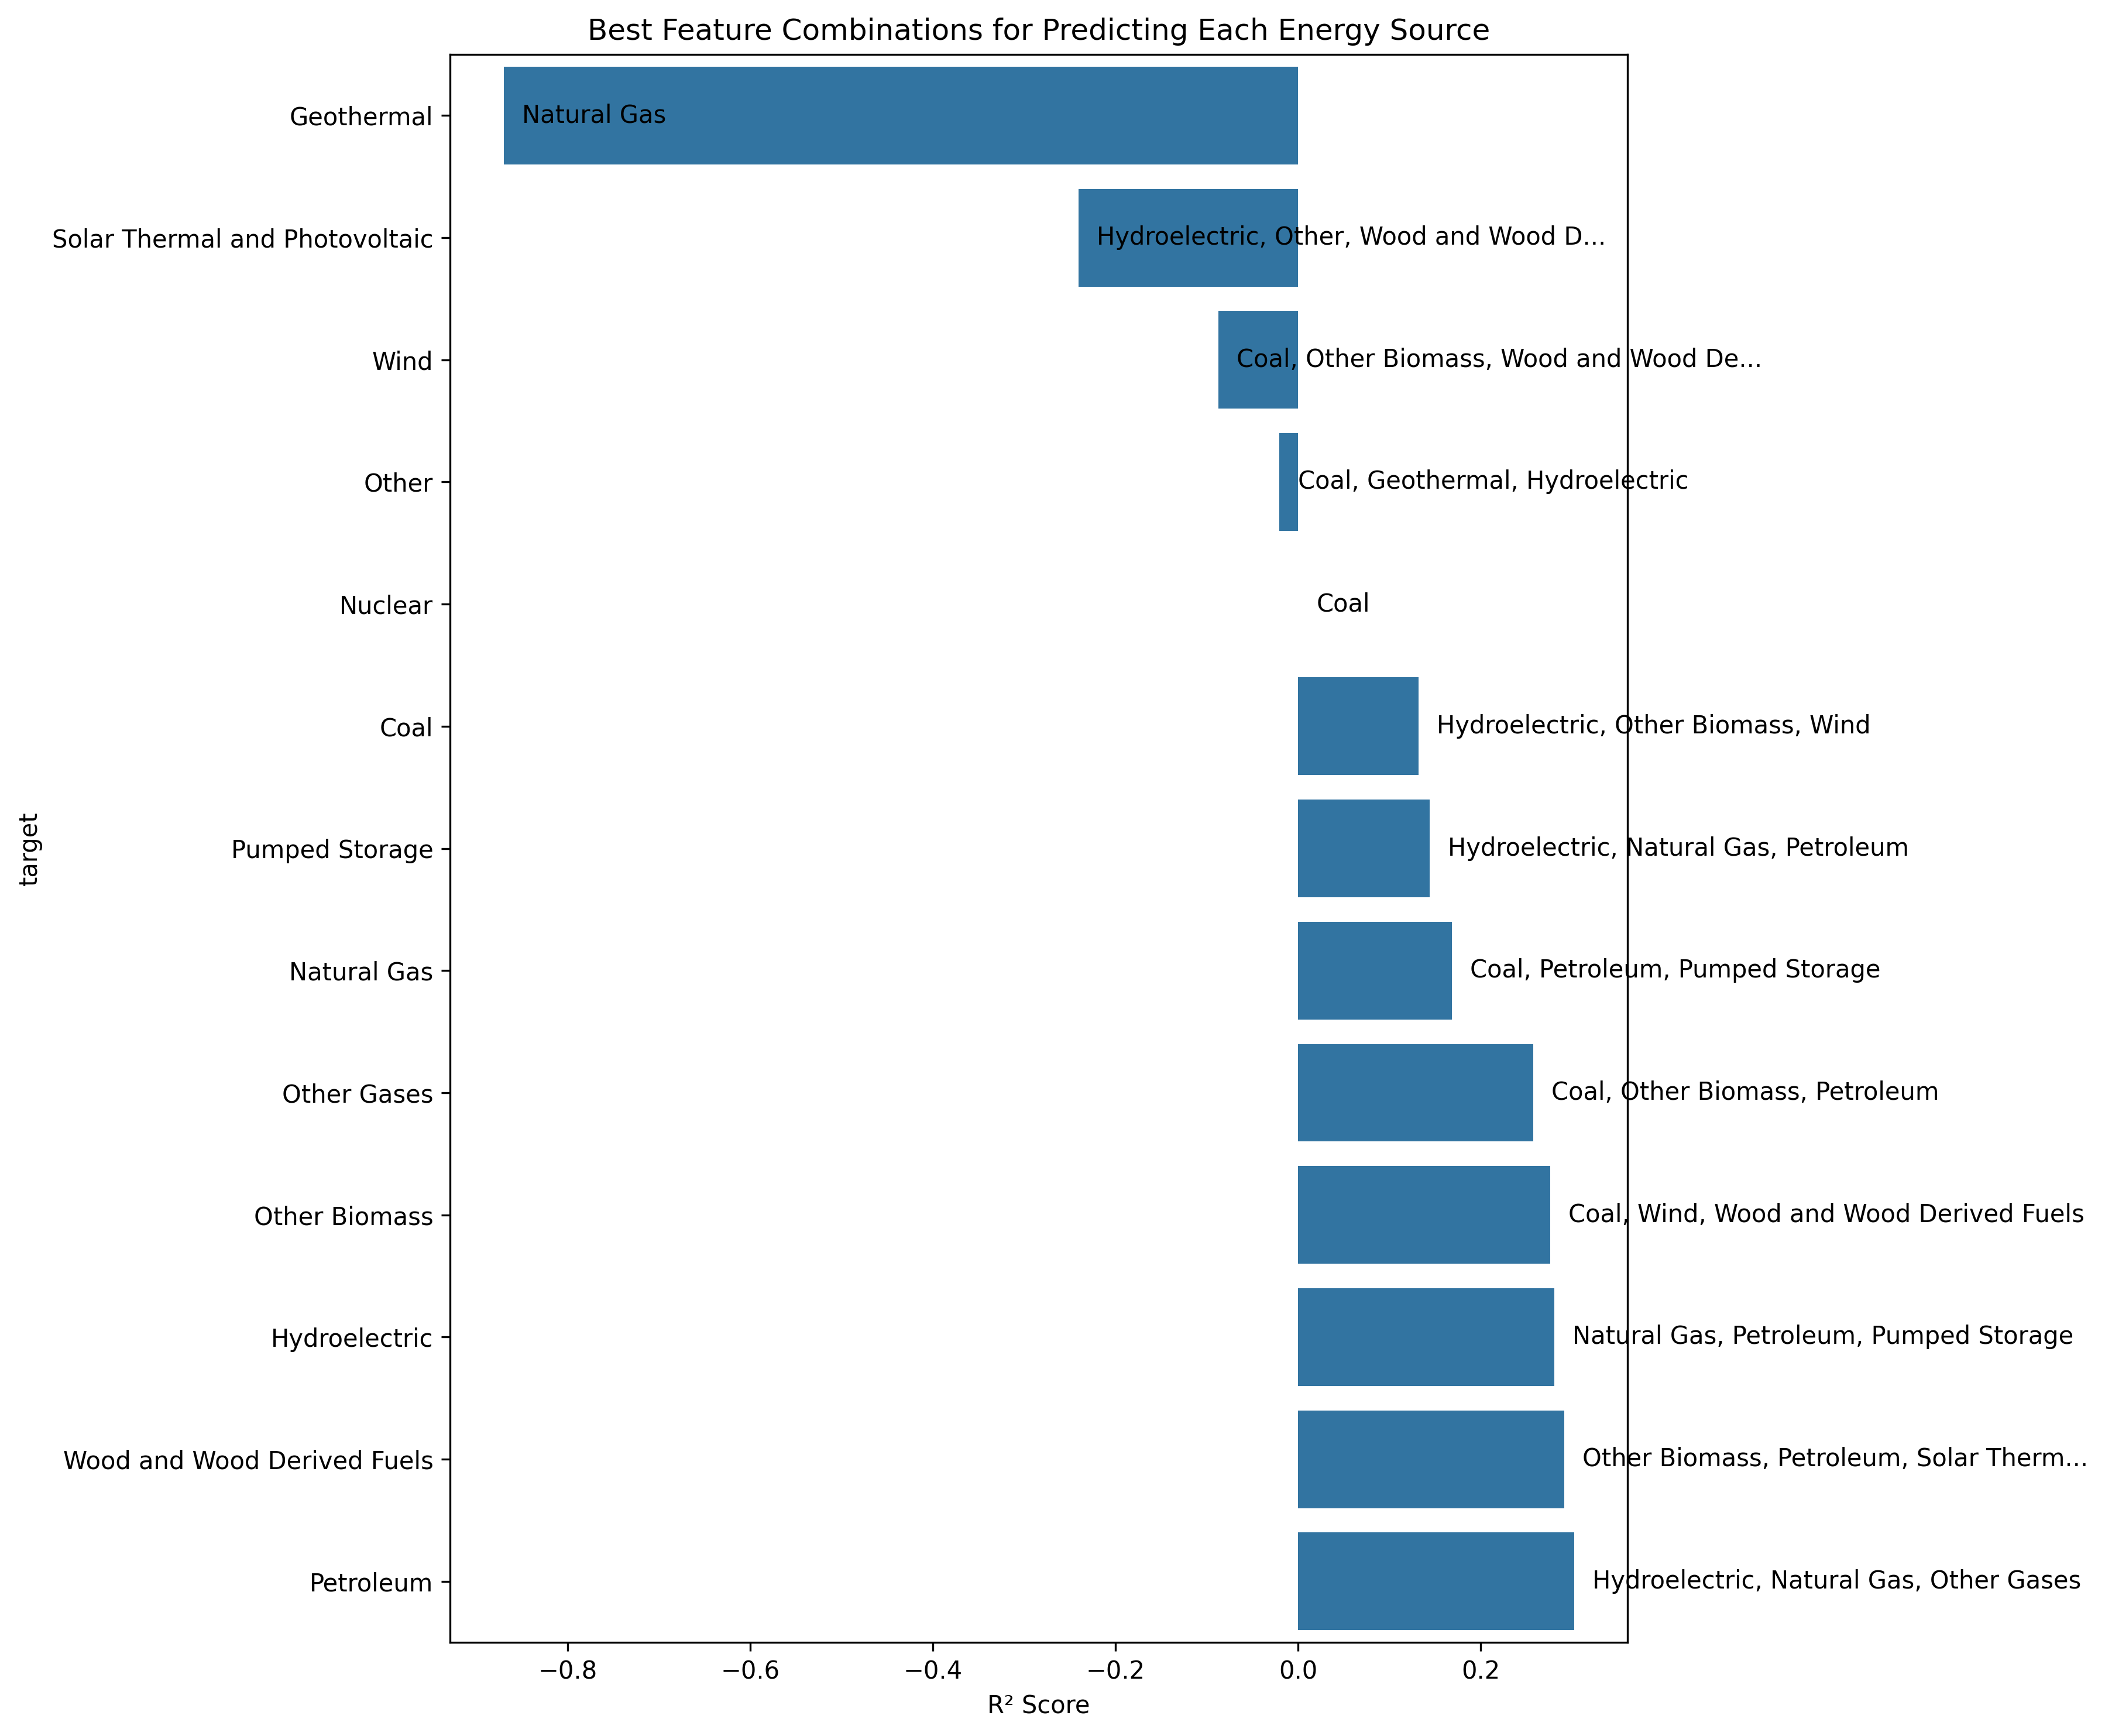 Best Feature Combinations for Predicting Each Energy Source
Geothermal
Natural Gas
Solar Thermal and Photovoltaic
Hydroelectric, Other, Wood and Wood D...
Wind
Coal, Other Biomass, Wood and Wood De...
Other
Coal, Geothermal, Hydroelectric
Nuclear
Coal
Coal
Hydroelectric, Other Biomass, Wind
Pumped Storage
Hydroelectric, Natural Gas, Petroleum
Natural Gas
Coal, Petroleum, Pumped Storage
Other Gases
Coal, Other Biomass, Petroleum
Other Biomass
Coal, Wind, Wood and Wood Derived Fuels
Hydroelectric
Natural Gas, Petroleum, Pumped Storage
Wood and Wood Derived Fuels
Other Biomass, Petroleum, Solar Therm...
Petroleum
Hydroelectric, Natural Gas, Other Gases
target
−0.8 −0.6 −0.4 −0.2 0.0 0.2
R² Score